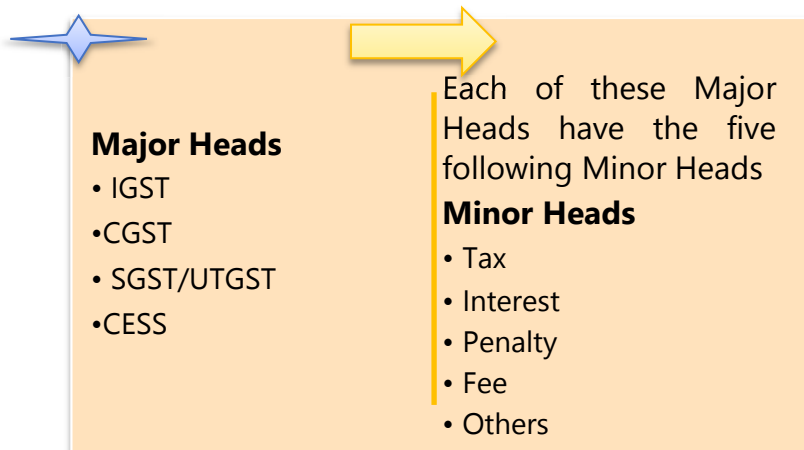 Major Heads
• IGST
•CGST
• SGST/UTGST
•CESS
Each of these Major
Heads have the five
following Minor Heads
Minor Heads
• Tax
• Interest
• Penalty
• Fee
• Others